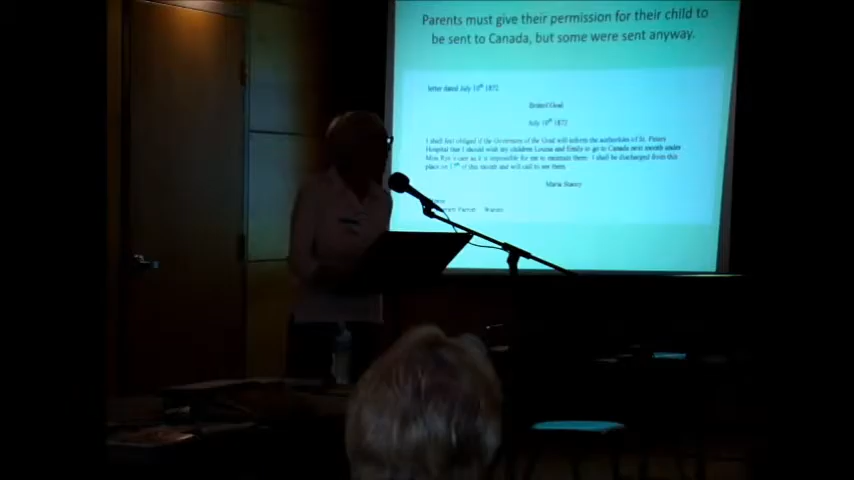 Parents must give their permission for their child to
be sent to Canada, but some were sent anyway.
letter dated July 10th 1872
Bristol Goal
July 10th 1872
I shall feel obliged if the Governor of the Goal will inform the authorities of St. Peters
Hospital that I should wish my children Louisa and Emily to go to Canada next month under
Miss Rye's care as it is impossible for me to maintain them. I shall be discharged from this
place on 17th of this month and will call to see them.
Maria Stacey